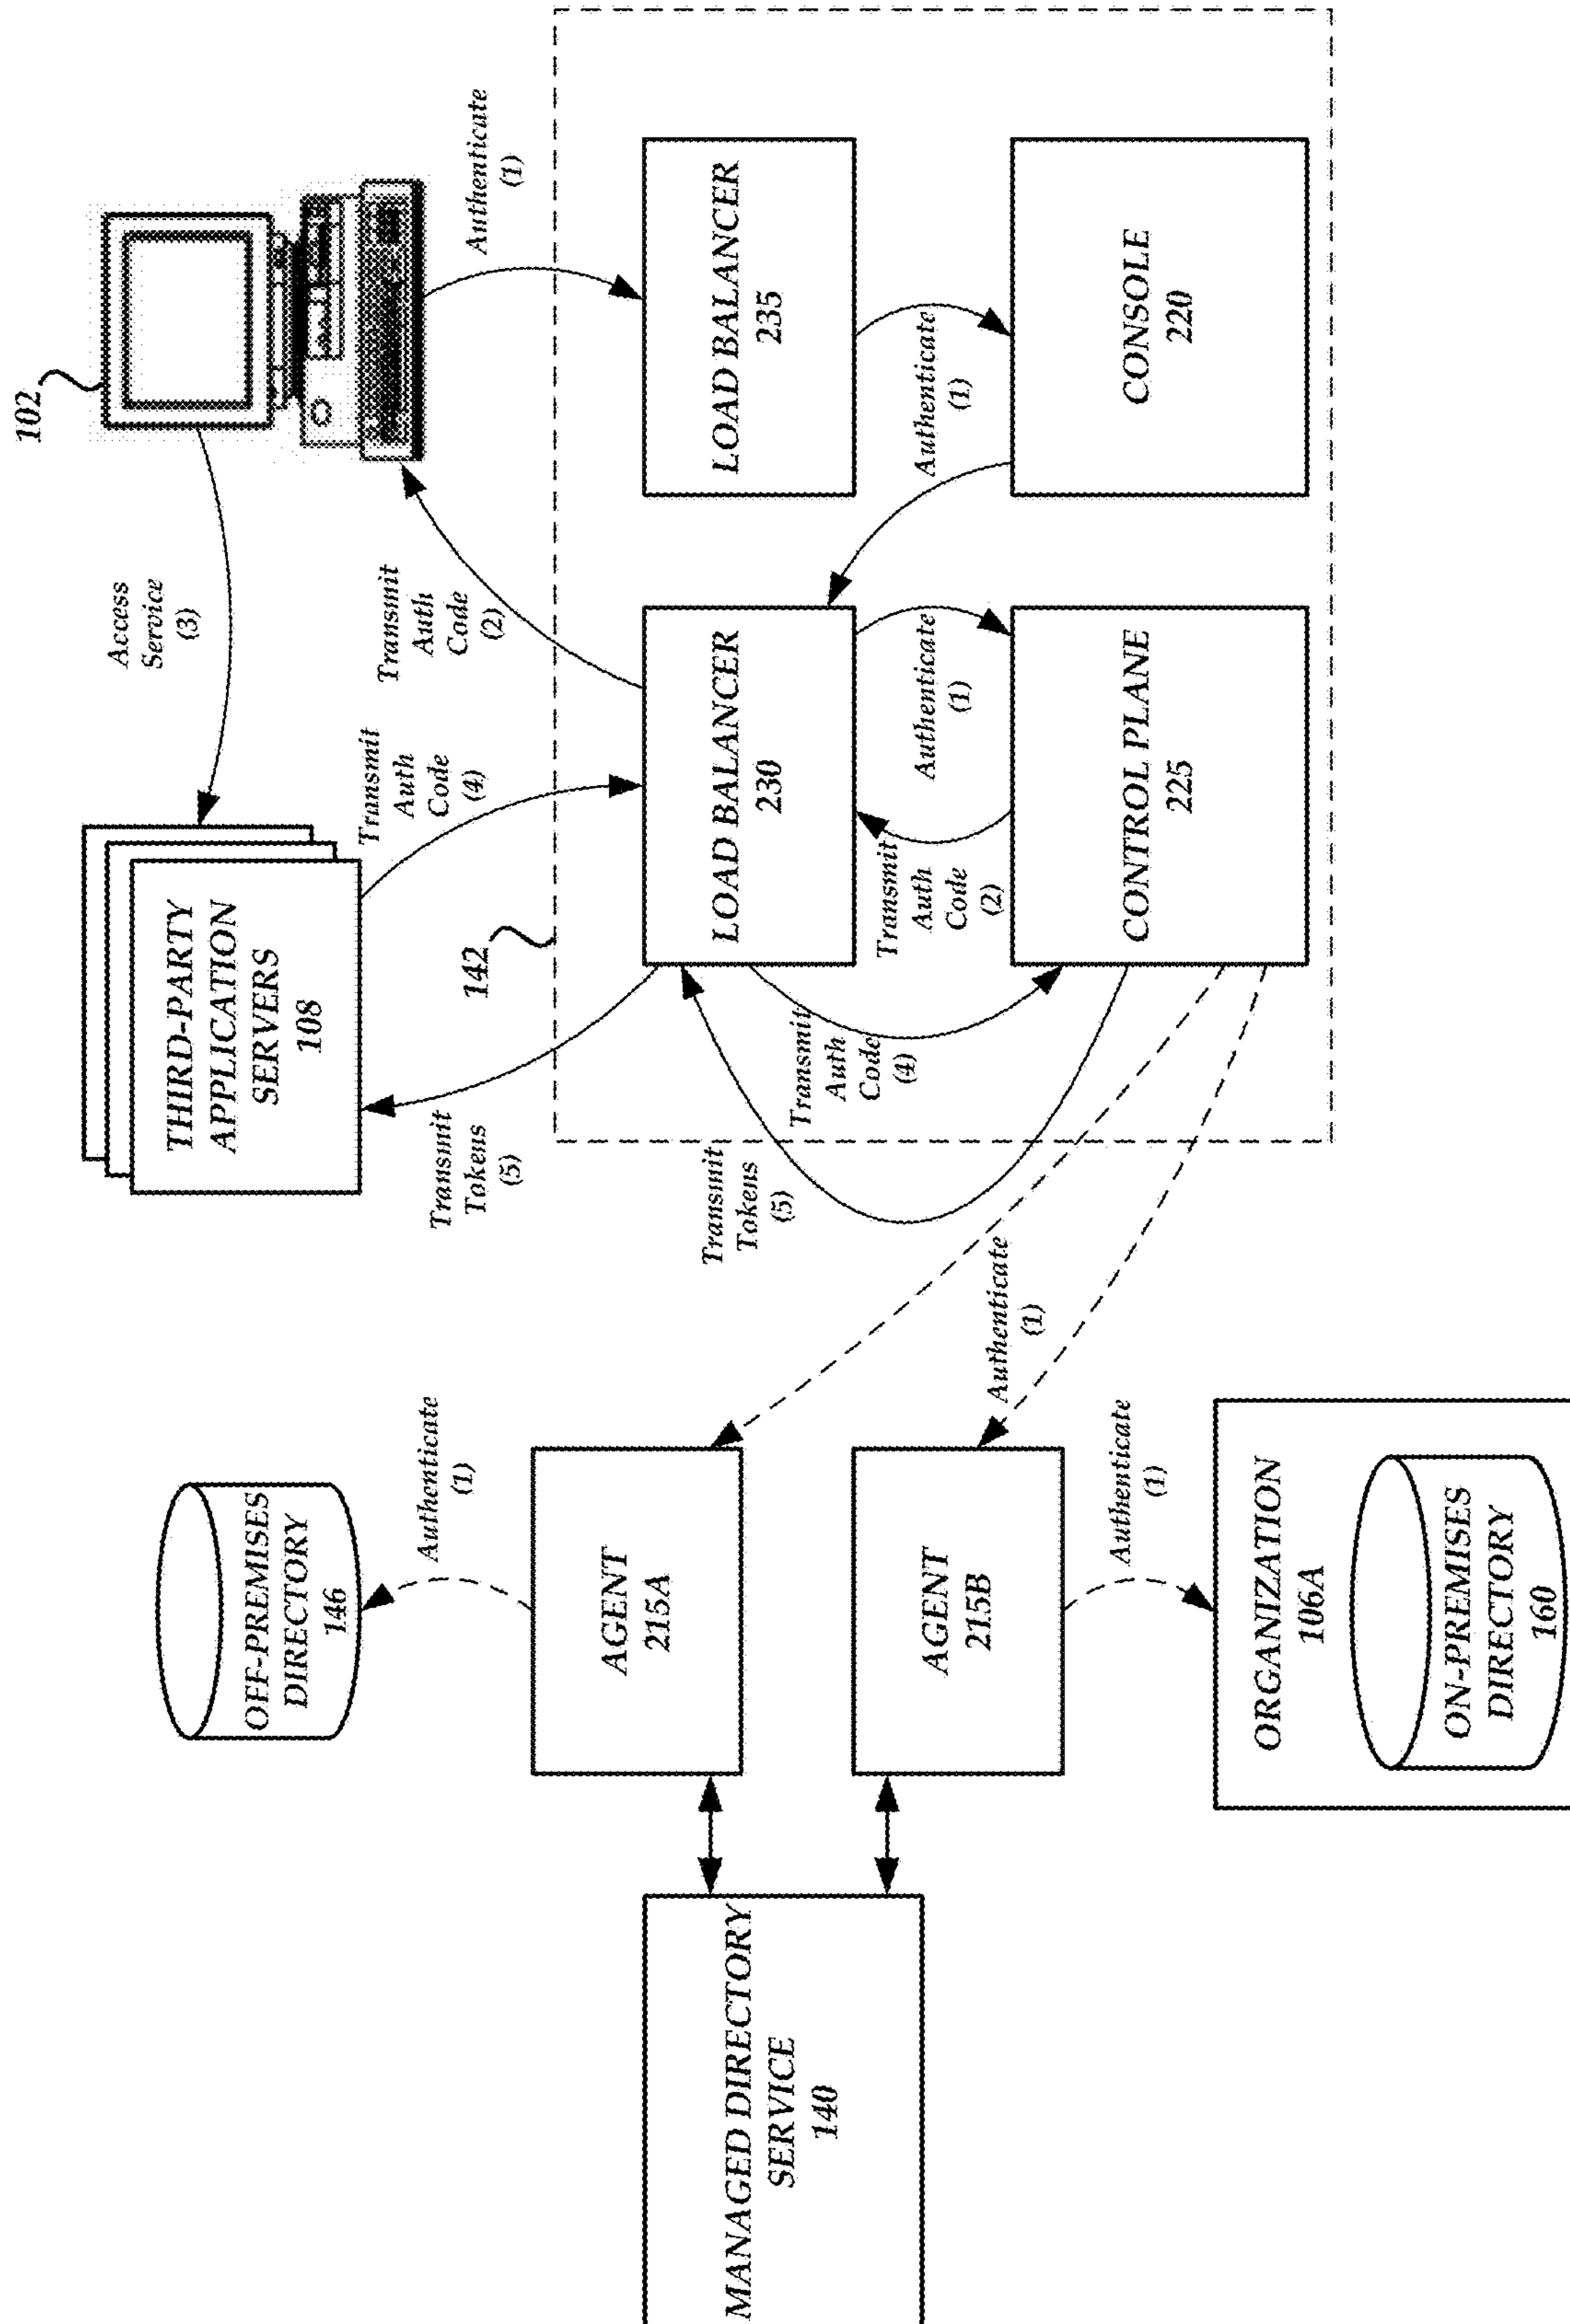 MANAGED DIRECTORY
SERVICE
140
OFF-PREMISES
DIRECTORY
146
Authenticate
(1)
AGENT
215A
AGENT
215B
Authenticate
(1)
ORGANIZATION
106A
ON-PREMISES
DIRECTORY
160
Authenticate
(1)
THIRD-PARTY
APPLICATION
SERVERS
108
Transmit
Tokens
(5)
Transmit
Tokens
(5)
142
Transmit
Auth
Code
(4)
Transmit
Auth
Code
(4)
Access
Service
(3)
Transmit
Auth
Code
(2)
LOAD BALANCER
230
Transmit
Auth
Code
(2)
Authenticate
(1)
CONTROL PLANE
225
102
Authenticate
(1)
LOAD BALANCER
235
Authenticate
(1)
CONSOLE
220